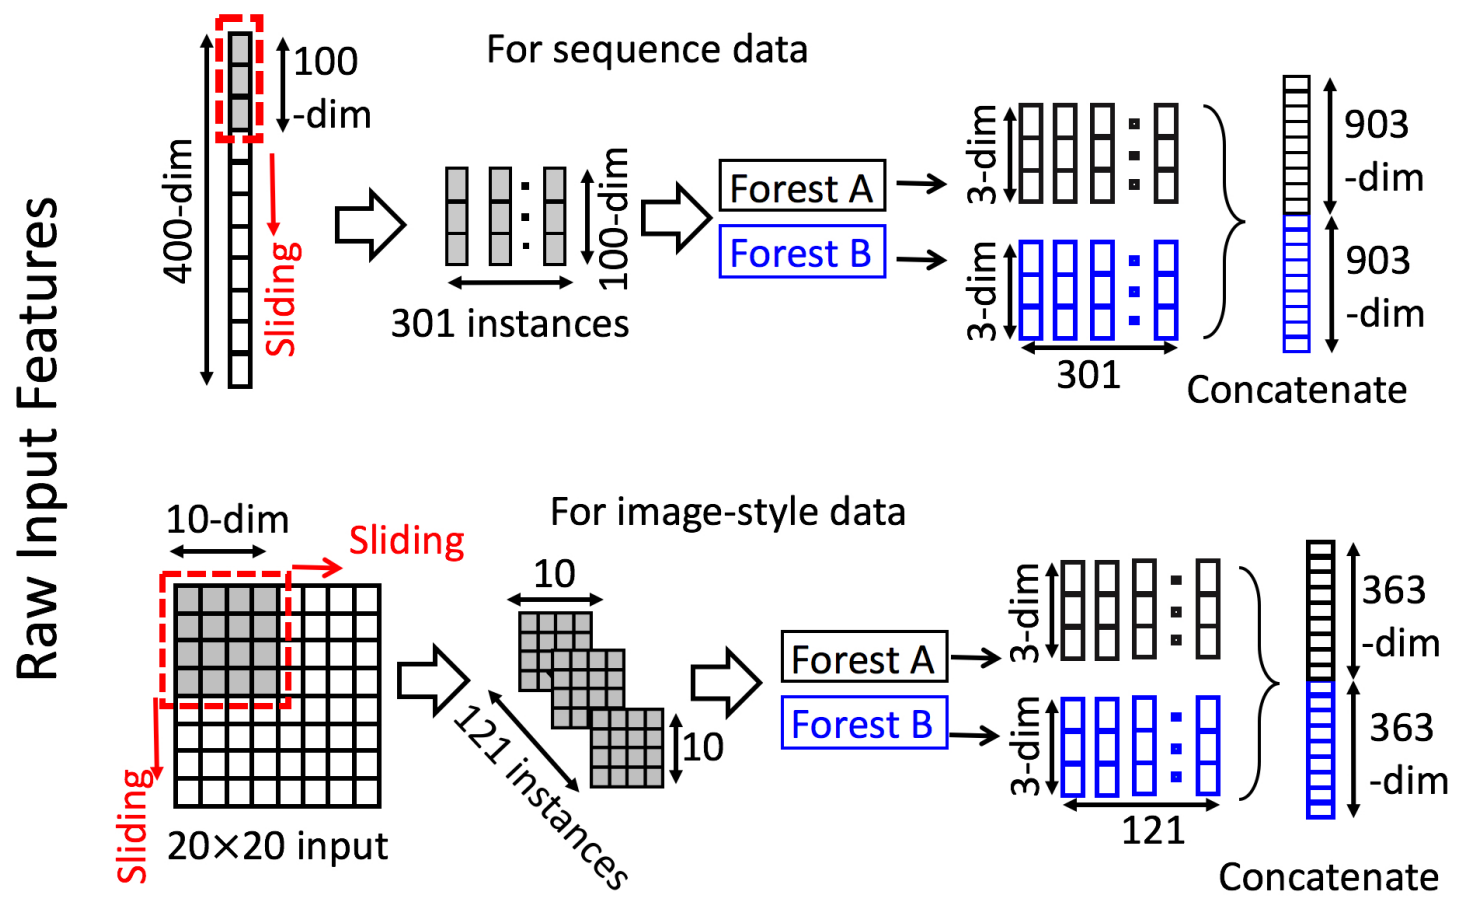 Raw Input Features
For sequence data
400-dim
100
-dim
Sliding
301 instances
100-dim
Forest A
Forest B
3-dim
3-dim
301
903
-dim
903
-dim
Concatenate
For image-style data
10-dim
Sliding
Sliding
20×20 input
10
10
121 instances
Forest A
Forest B
3-dim
3-dim
121
363
-dim
363
-dim
Concatenate